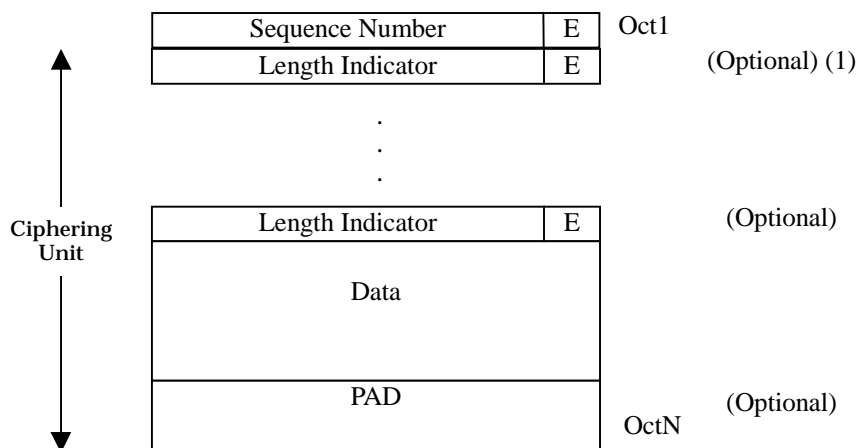 Sequence Number E Oct1
Length Indicator E (Optional) (1)
.
.
.
Length Indicator E (Optional)
Ciphering
Unit
Data
PAD (Optional)
OctN